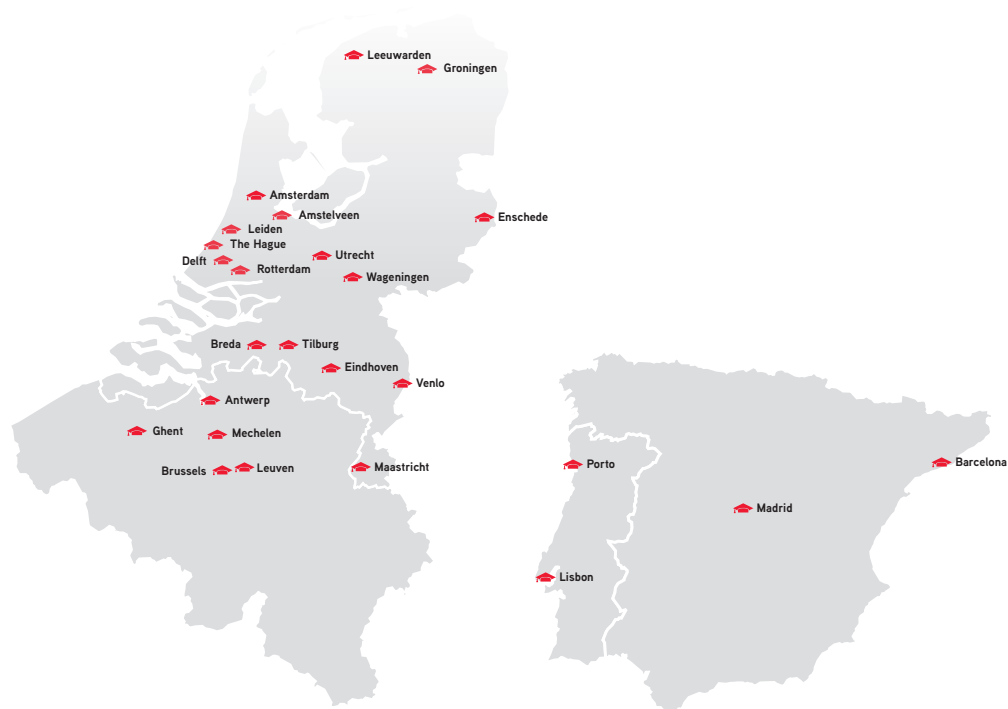 Leeuwarden
Groningen
Amsterdam
Amstelveen
Enschede
Leiden
The Hague
Utrecht
Delft
Rotterdam
Wageningen
Breda
Tilburg
Eindhoven
Venlo
Antwerp
Ghent
Mechelen
Brussels
Leuven
Maastricht
Porto
Barcelona
Madrid
Lisbon